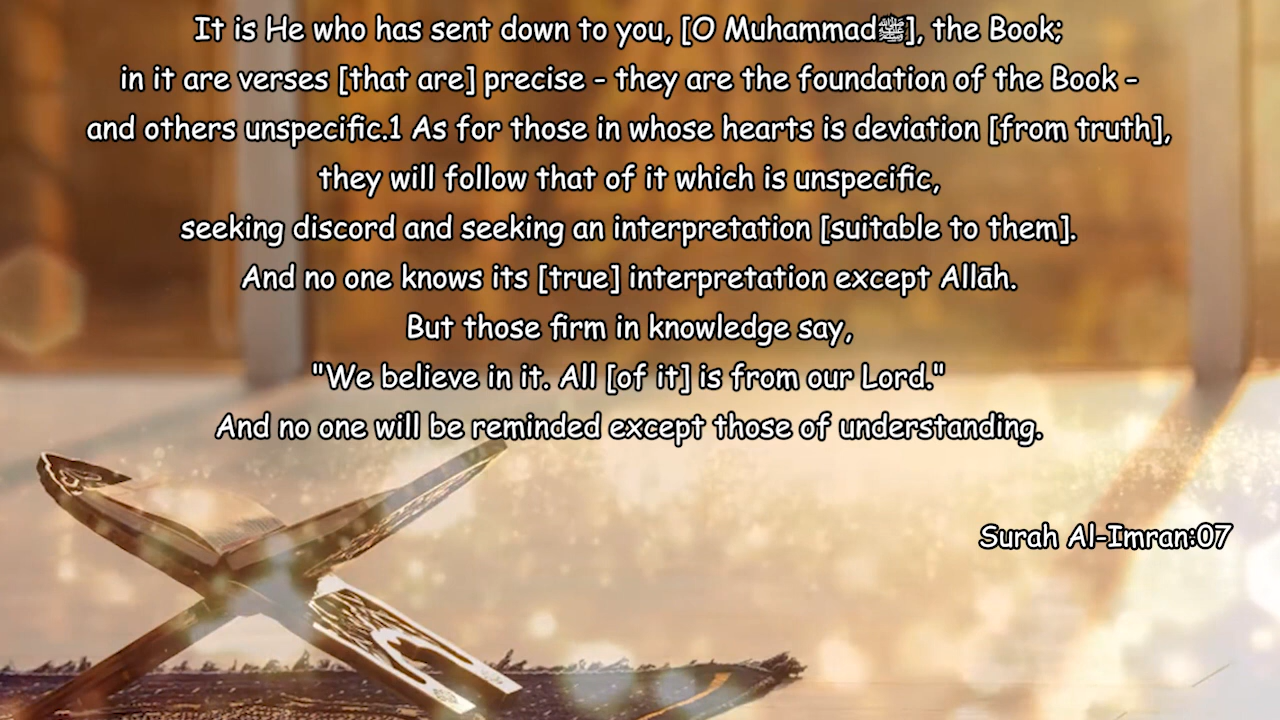 It is He who has sent down to you, [O Muhammadﷺ], the Book;
in it are verses [that are] precise - they are the foundation of the Book -
and others unspecific.1 As for those in whose hearts is deviation [from truth],
they will follow that of it which is unspecific,
seeking discord and seeking an interpretation [suitable to them].
And no one knows its [true] interpretation except Allāh.
But those firm in knowledge say,
"We believe in it. All [of it] is from our Lord."
And no one will be reminded except those of understanding.
Surah Al-Imran:07